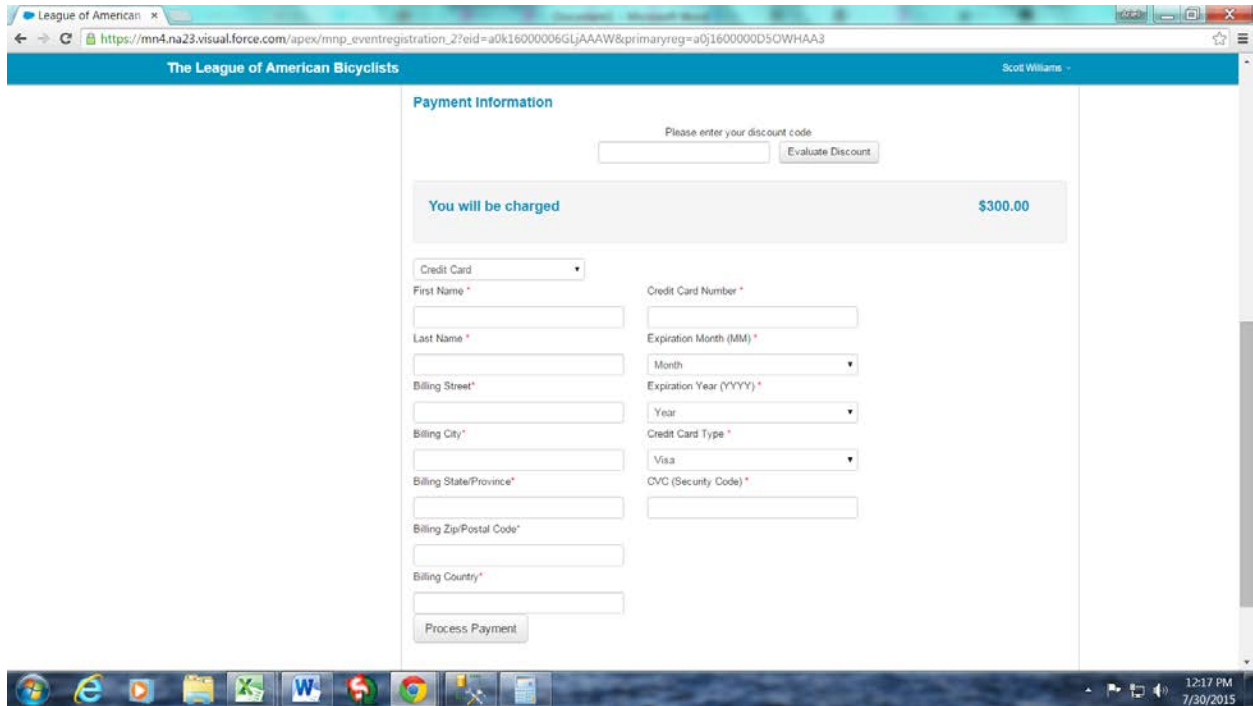 League of American
https://mn4.na23.visual.force.com/apex/mnp_eventregistration_2?eid=a0k16000006GLjAAAW&primaryreg=a0j1600000D5OWHAA3
The League of American Bicyclists Scott Williams
Payment Information
Please enter your discount code
Evaluate Discount
You will be charged $300.00
Credit Card
First Name * Credit Card Number *
Last Name * Expiration Month (MM) *
Month
Billing Street* Expiration Year (YYYY) *
Year
Billing City* Credit Card Type *
Visa
Billing State/Province* CVC (Security Code) *
Billing Zip/Postal Code*
Billing Country*
Process Payment
12:17 PM
7/30/2015